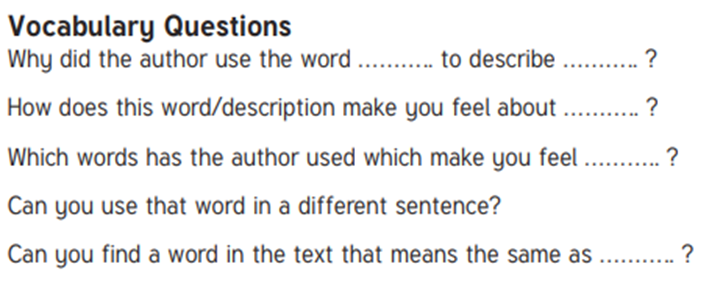 Vocabulary Questions
Why did the author use the word ……….. to describe ……….. ?
How does this word/description make you feel about ……….. ?
Which words has the author used which make you feel ……….. ?
Can you use that word in a different sentence?
Can you find a word in the text that means the same as ……….. ?